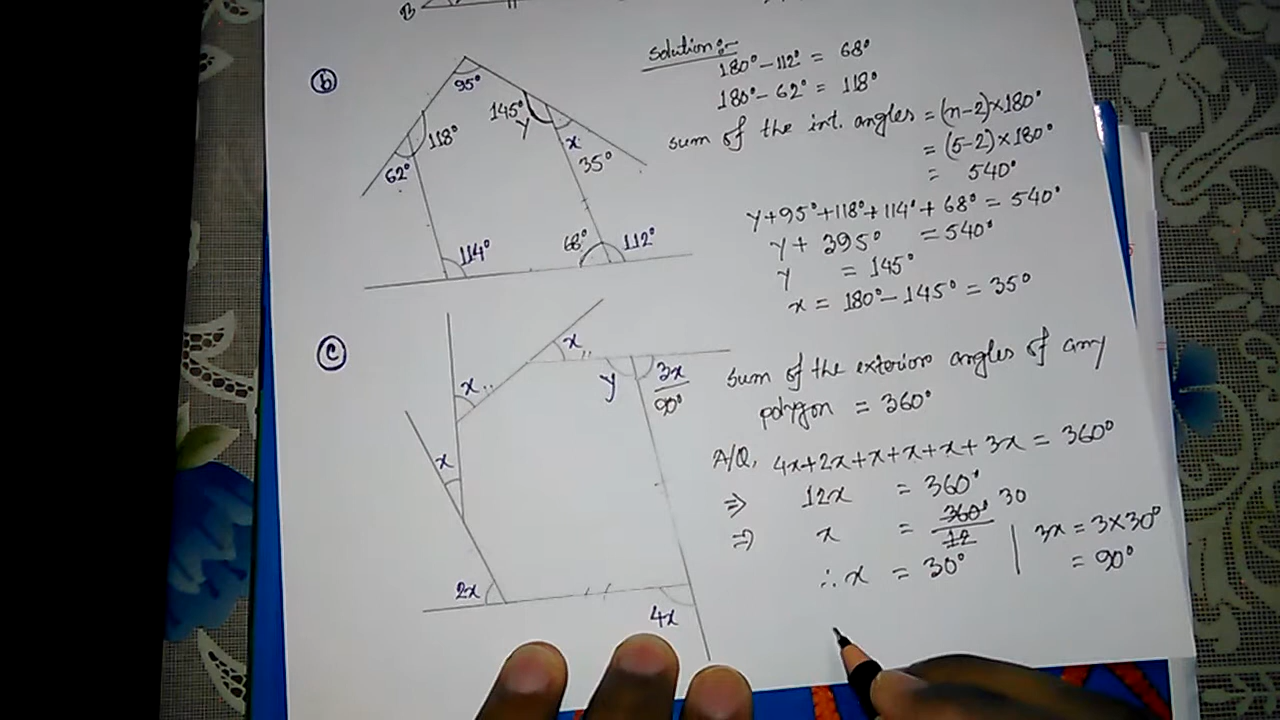 B
b
95°
145°
Y
118°
62°
x
35°
114°
68°
112°
Solution:-
180° - 112° = 68°
180° - 62° = 118°
sum of the int. angles = (n-2)×180°
= (5-2)×180°
= 540°
Y+95°+118°+114°+68° = 540°
Y + 395° = 540°
Y = 145°
x = 180° - 145° = 35°
c
x
x
x
y
3x
90°
2x
4x
Sum of the exterior angles of any
polygon = 360°
A/Q, 4x+2x+x+x+x+3x = 360°
⇒ 12x = 360°
⇒ x = 360°/12 30
∴ x = 30°
3x = 3×30°
= 90°